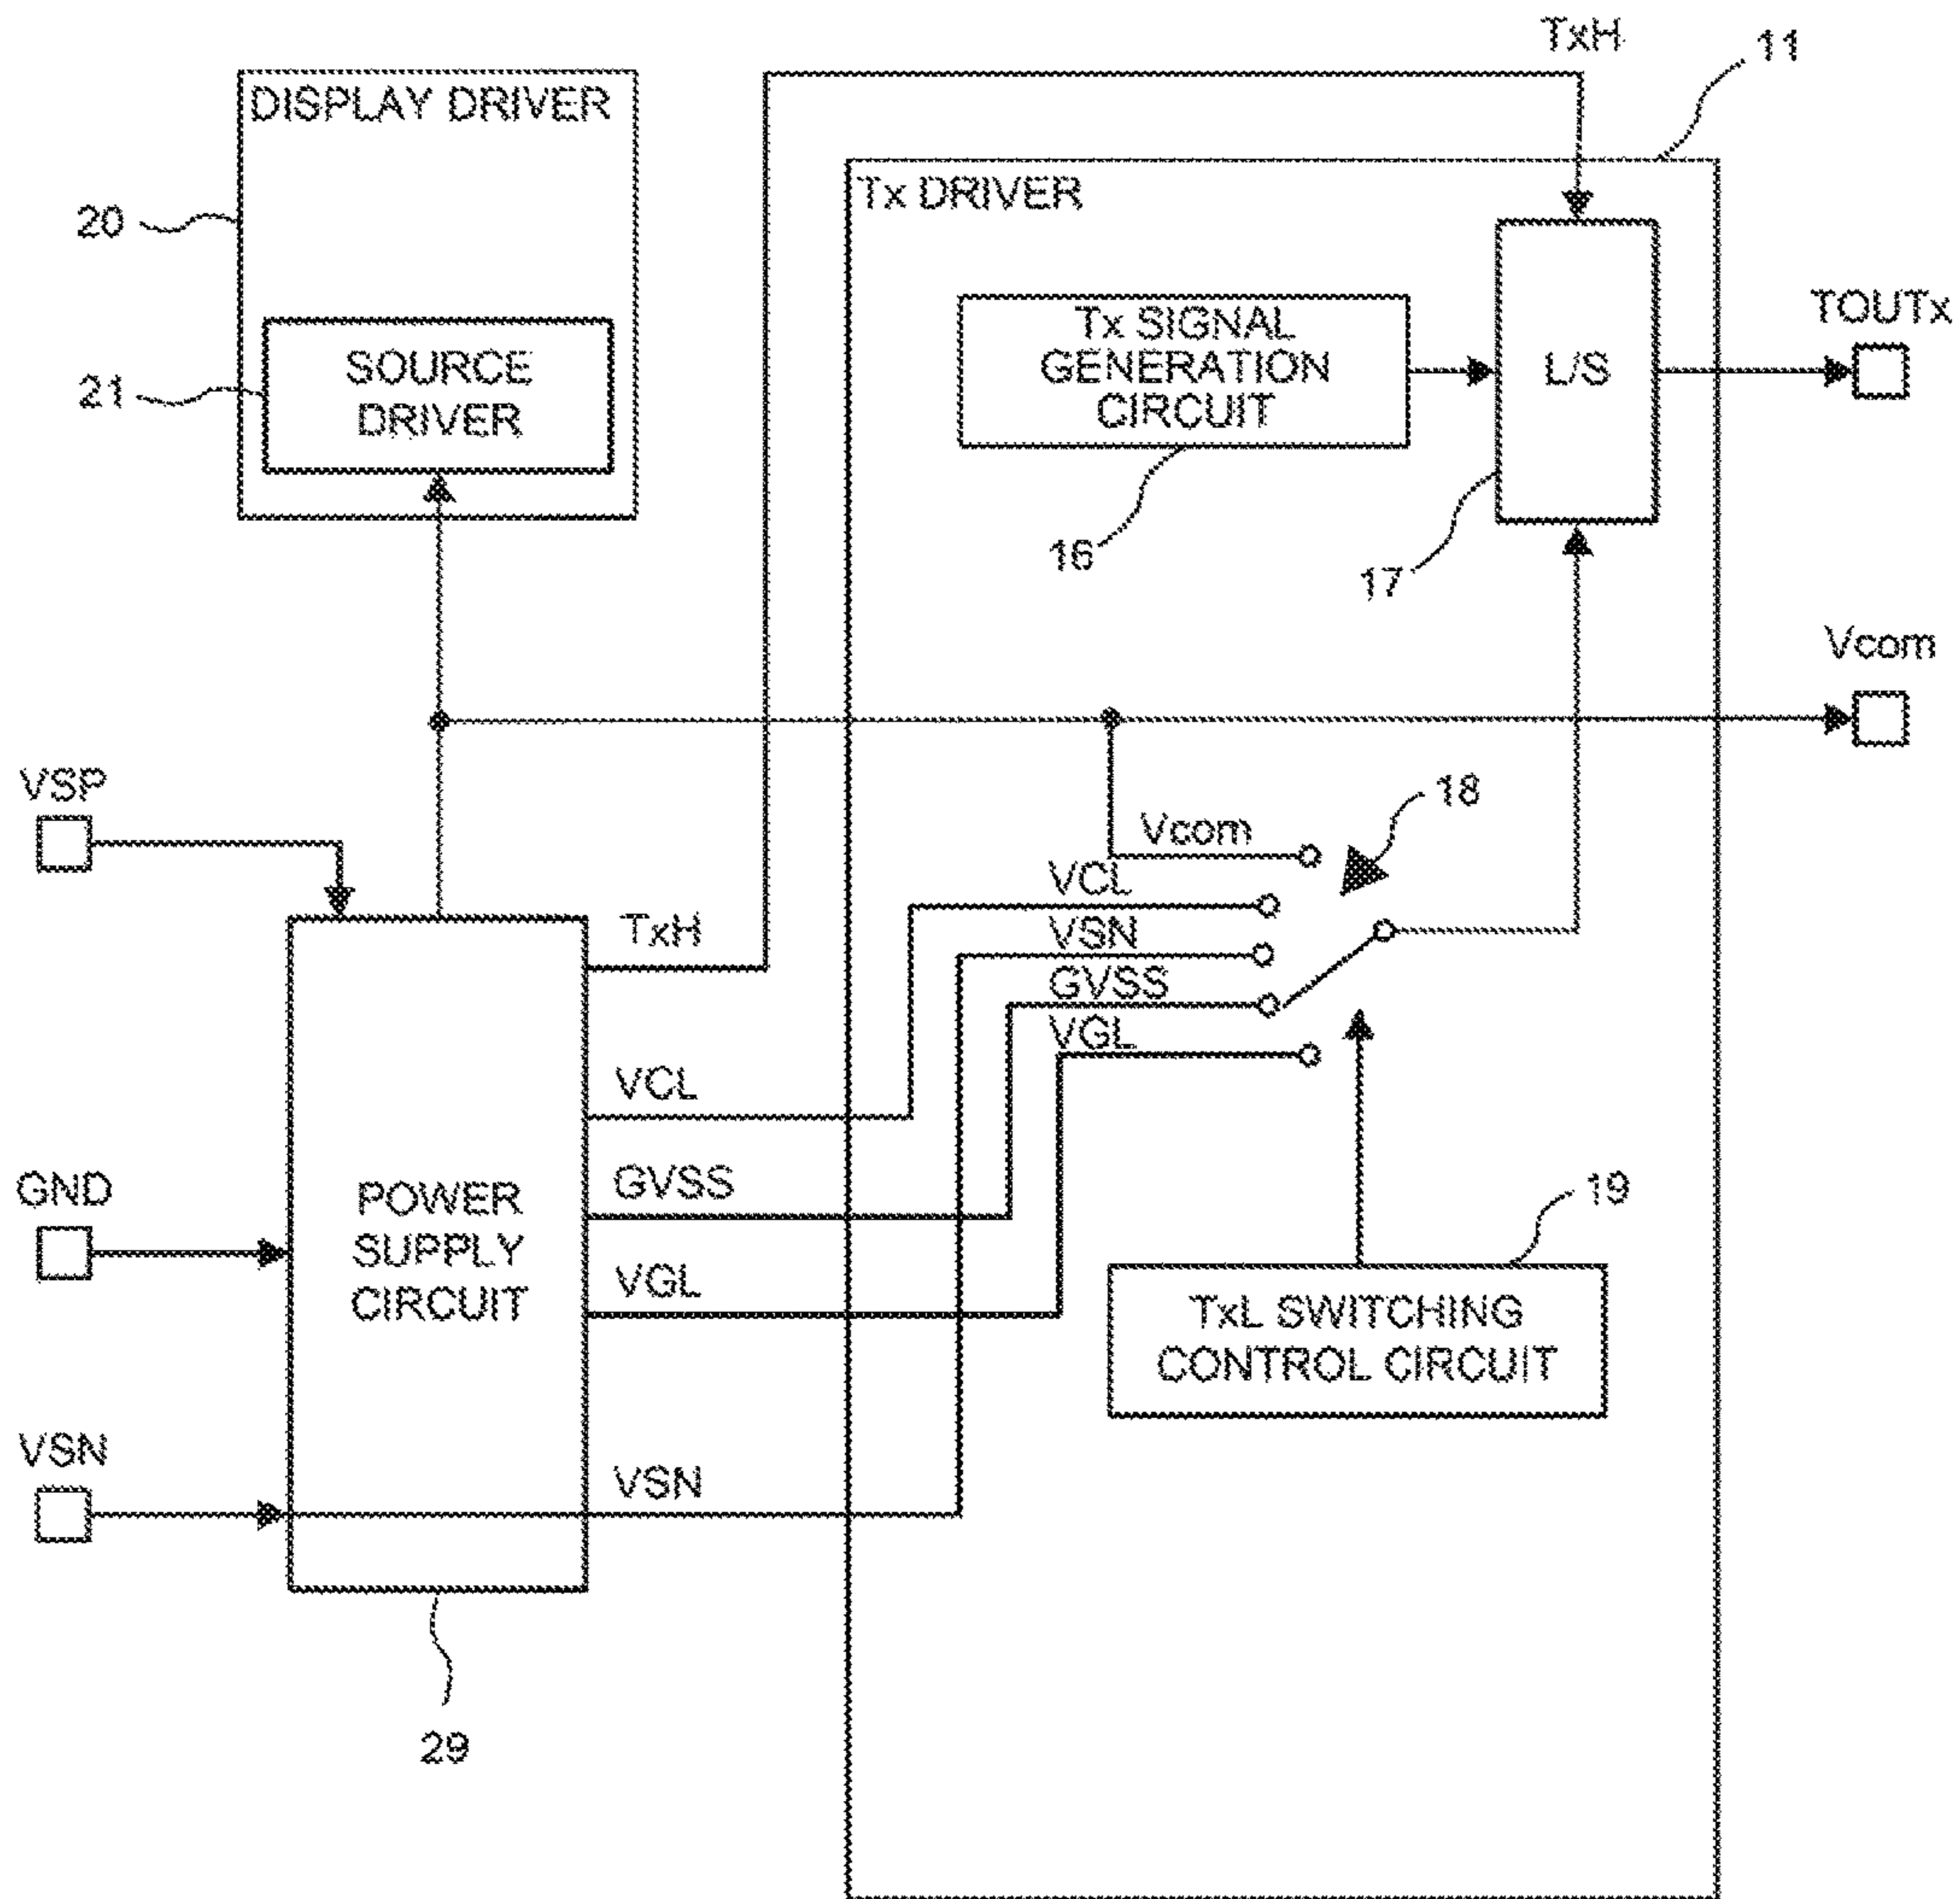 TxH
11
DISPLAY DRIVER
Tx DRIVER
20
Tx SIGNAL
GENERATION
CIRCUIT
L/S
TOUTx
SOURCE
DRIVER
21
16
17
Vcom
VSP
18
Vcom
VCL
TxH
VSN
GVSS
VGL
VCL
GND
POWER
SUPPLY
CIRCUIT
GVSS
19
VGL
TxL SWITCHING
CONTROL CIRCUIT
VSN
VSN
29